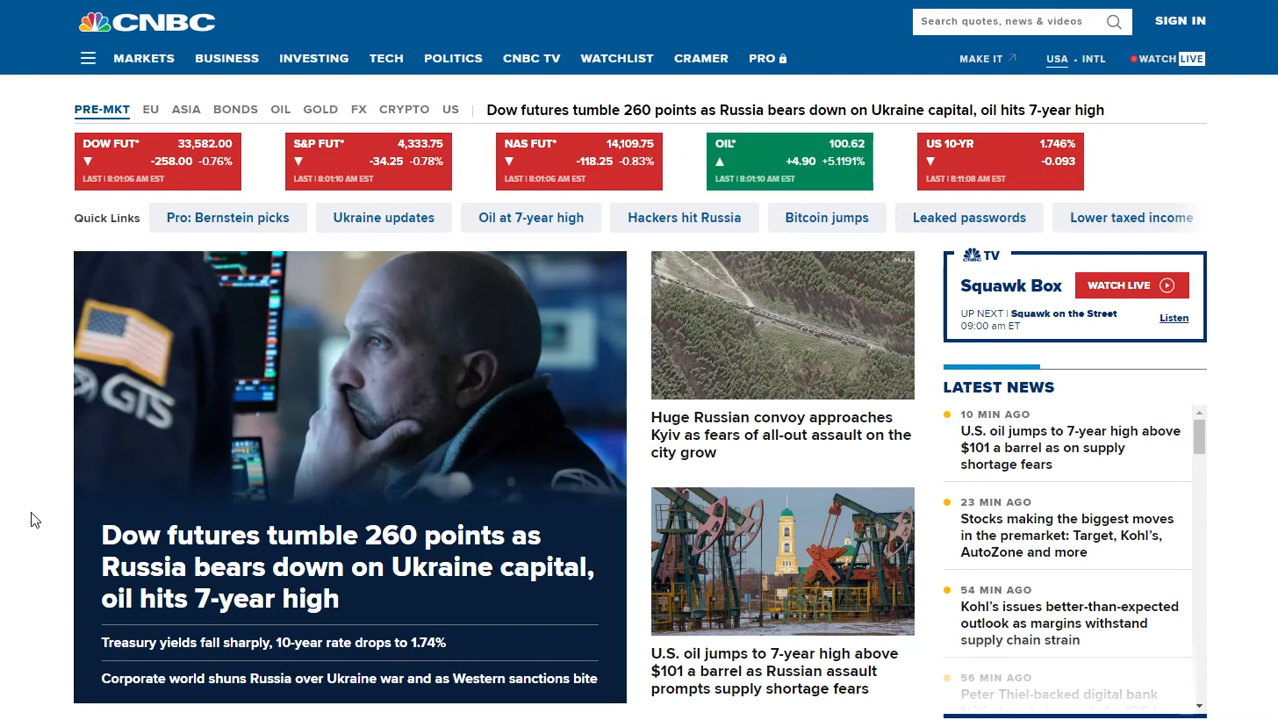 CNBC
Search quotes, news & videos
SIGN IN
MARKETS BUSINESS INVESTING TECH POLITICS CNBC TV WATCHLIST CRAMER PRO
MAKE IT USA • INTL WATCH LIVE
PRE-MKT EU ASIA BONDS OIL GOLD FX CRYPTO US
Dow futures tumble 260 points as Russia bears down on Ukraine capital, oil hits 7-year high
DOW FUT* 33,582.00
▼ -258.00 -0.76%
LAST | 8:01:06 AM EST
S&P FUT* 4,333.75
▼ -34.25 -0.78%
LAST | 8:01:10 AM EST
NAS FUT* 14,109.75
▼ -118.25 -0.83%
LAST | 8:01:06 AM EST
OIL* 100.62
▲ +4.90 +5.1191%
LAST | 8:01:10 AM EST
US 10-YR 1.746%
▼ -0.093
LAST | 8:11:08 AM EST
Quick Links Pro: Bernstein picks Ukraine updates Oil at 7-year high Hackers hit Russia Bitcoin jumps Leaked passwords Lower taxed income
GTS
Dow futures tumble 260 points as
Russia bears down on Ukraine capital,
oil hits 7-year high
Treasury yields fall sharply, 10-year rate drops to 1.74%
Corporate world shuns Russia over Ukraine war and as Western sanctions bite
Huge Russian convoy approaches
Kyiv as fears of all-out assault on the
city grow
U.S. oil jumps to 7-year high above
$101 a barrel as Russian assault
prompts supply shortage fears
CNBC TV
Squawk Box WATCH LIVE
UP NEXT | Squawk on the Street
09:00 am ET
Listen
LATEST NEWS
10 MIN AGO
U.S. oil jumps to 7-year high above
$101 a barrel as on supply
shortage fears
23 MIN AGO
Stocks making the biggest moves
in the premarket: Target, Kohl's,
AutoZone and more
54 MIN AGO
Kohl's issues better-than-expected
outlook as margins withstand
supply chain strain
56 MIN AGO
Peter Thiel-backed digital bank